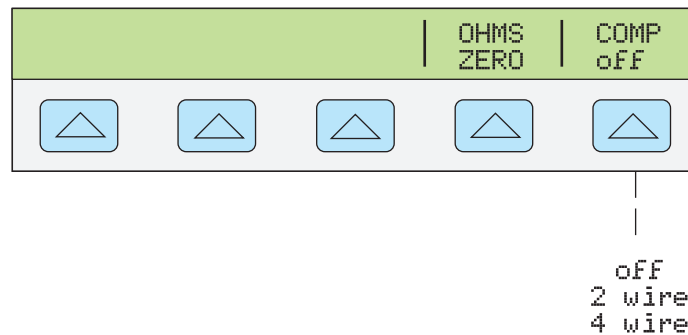 OHMS COMP
ZERO off
off
2 wire
4 wire